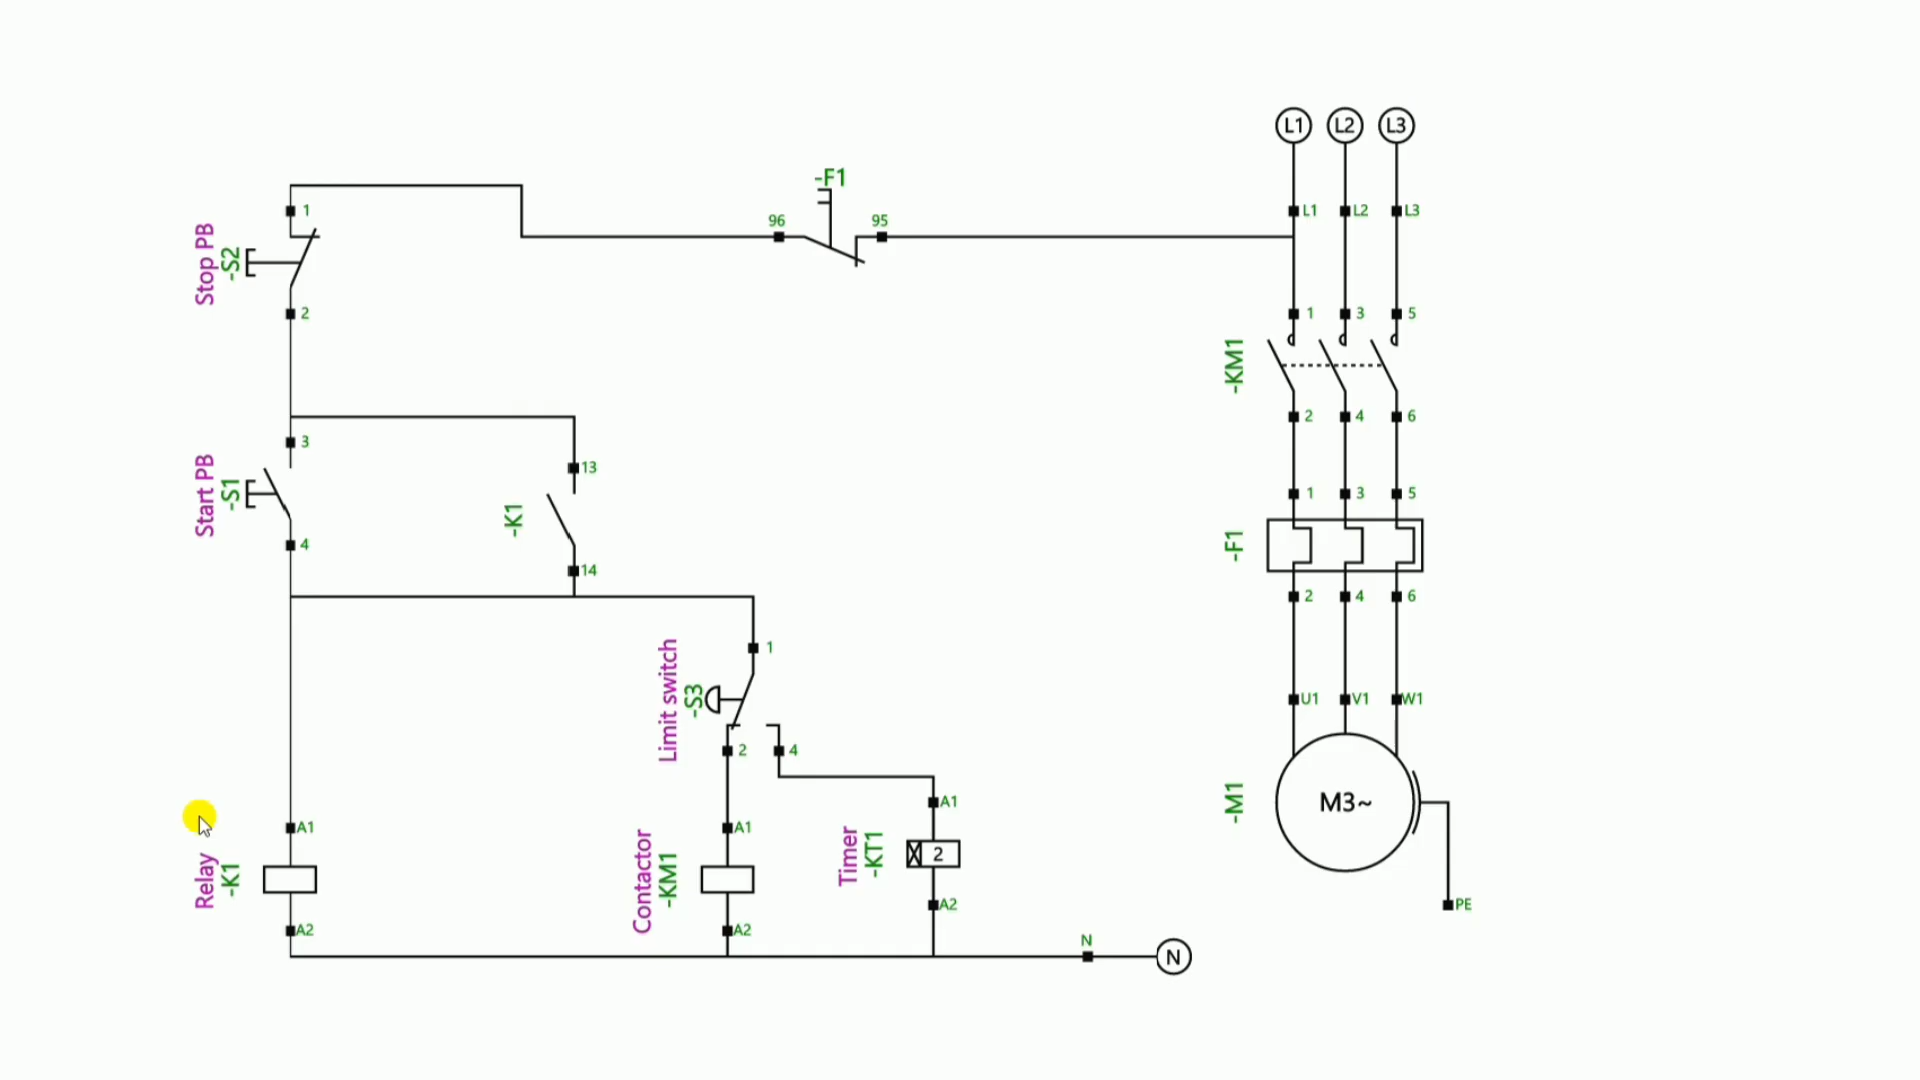 L1 L2 L3
-F1
1
L1 L2 L3
96 95
Stop PB
-S2
2
1 3 5
-KM1
2 4 6
3
13
Start PB
-S1
-K1
1 3 5
4
14
-F1
2 4 6
1
Limit switch
-S3
U1 V1 W1
2 4
A1
-M1
M3~
A1
A1
Timer
-KT1
2
Relay
-K1
Contactor
-KM1
A2
PE
A2
A2
N
N